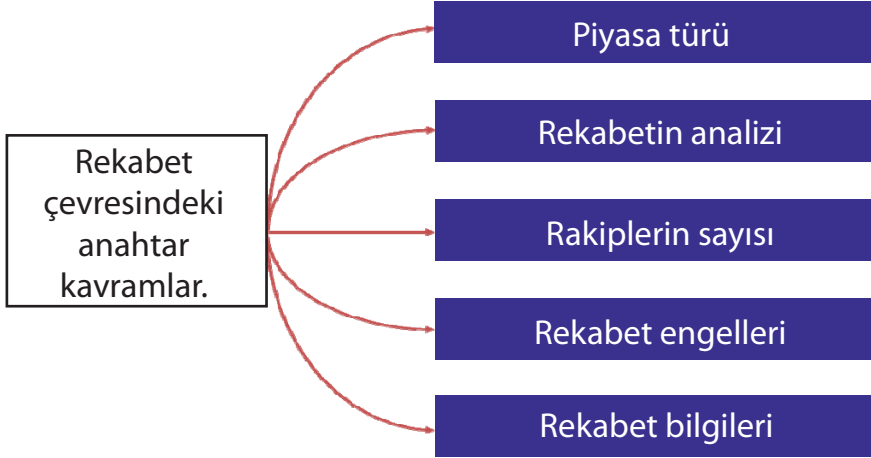 Rekabet
çevresindeki
anahtar
kavramlar.
Piyasa türü
Rekabetin analizi
Rakiplerin sayısı
Rekabet engelleri
Rekabet bilgileri